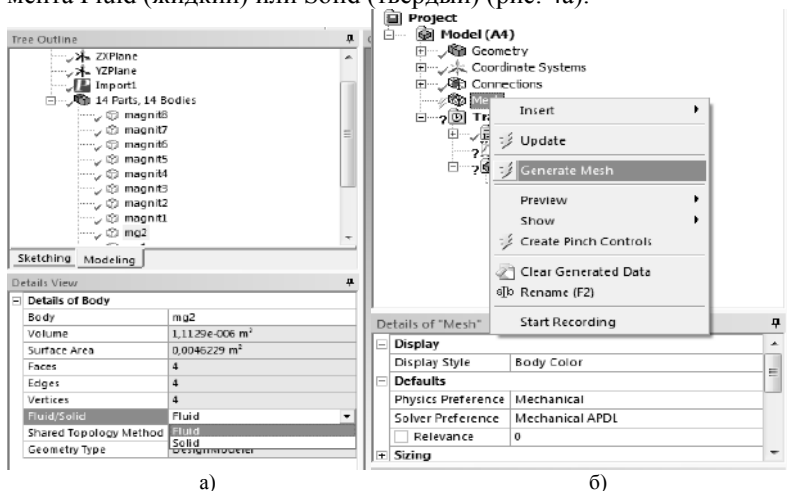 мента Fluid (жидкий) или Solid (твердый) (рис. 4а).
Tree Outline
ZXPlane
YZPlane
Import1
14 Parts, 14 Bodies
magnit8
magnit7
magnit6
magnit5
magnit4
magnit3
magnit2
magnit1
mg2
Sketching Modeling
Details View
Details of Body
Body mg2
Volume 1,1129e-006 m³
Surface Area 0,0046229 m²
Faces 4
Edges 4
Vertices 4
Fluid/Solid Fluid
Fluid
Shared Topology Method
Solid
Geometry Type DesignModeler
а)
Project
Model (A4)
Geometry
Coordinate Systems
Connections
Insert
Update
Generate Mesh
Preview
Show
Create Pinch Controls
Clear Generated Data
Rename (F2)
Start Recording
Details of "Mesh"
Display
Display Style Body Color
Defaults
Physics Preference Mechanical
Solver Preference Mechanical APDL
Relevance 0
Sizing
б)